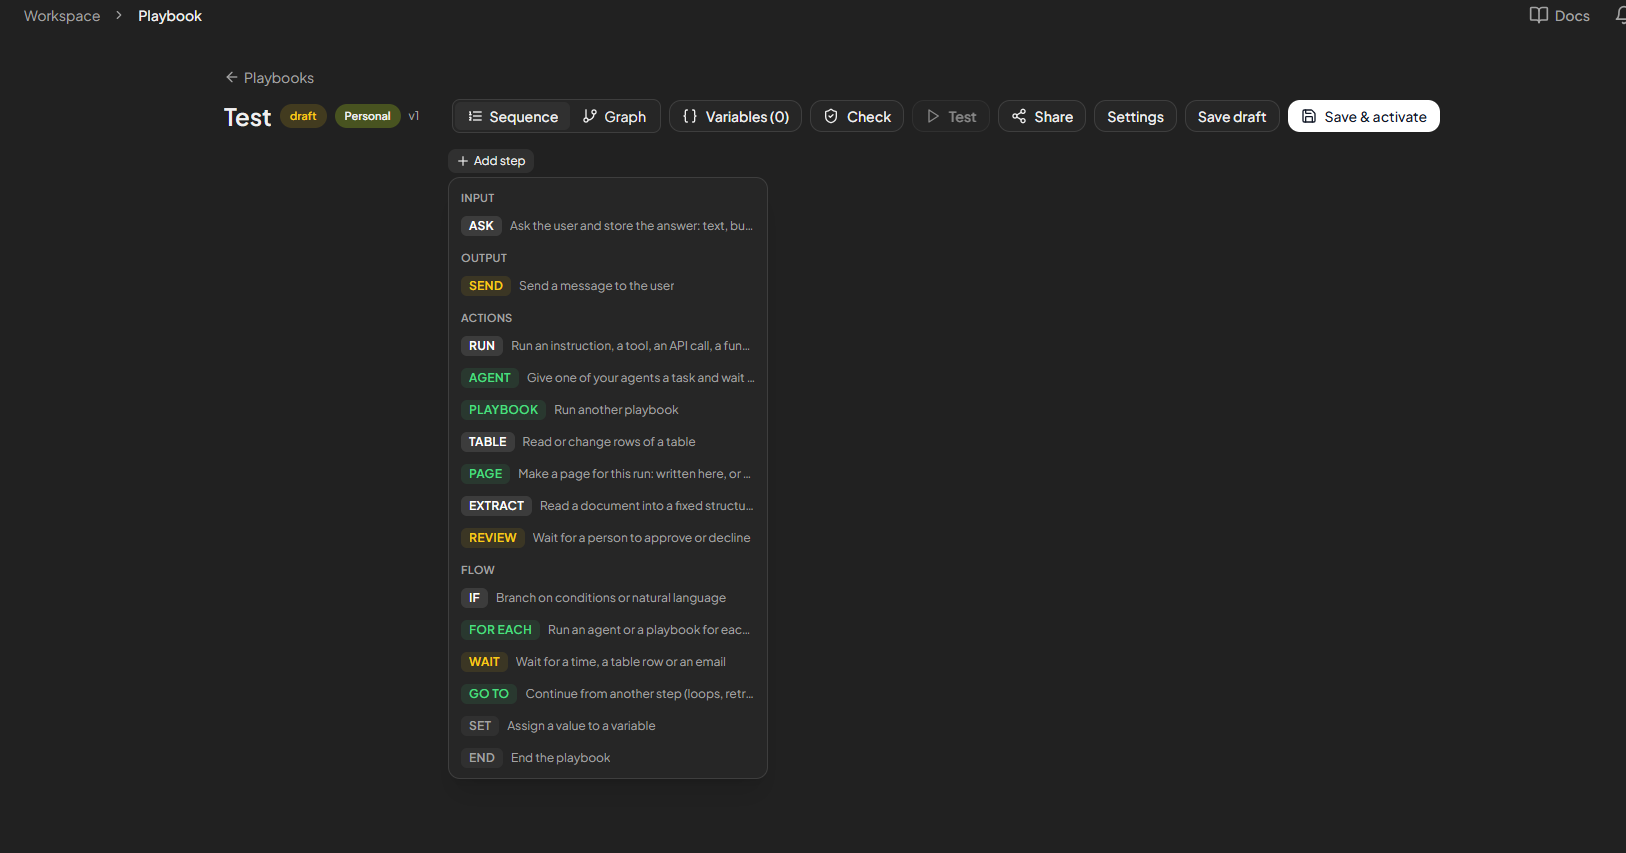 Workspace > Playbook
Docs
← Playbooks
Test draft Personal v1
Sequence Graph {} Variables (0) Check Test Share Settings Save draft Save & activate
+ Add step
INPUT
ASK Ask the user and store the answer: text, bu...
OUTPUT
SEND Send a message to the user
ACTIONS
RUN Run an instruction, a tool, an API call, a fun...
AGENT Give one of your agents a task and wait ...
PLAYBOOK Run another playbook
TABLE Read or change rows of a table
PAGE Make a page for this run: written here, or ...
EXTRACT Read a document into a fixed structu...
REVIEW Wait for a person to approve or decline
FLOW
IF Branch on conditions or natural language
FOR EACH Run an agent or a playbook for eac...
WAIT Wait for a time, a table row or an email
GO TO Continue from another step (loops, retr...
SET Assign a value to a variable
END End the playbook